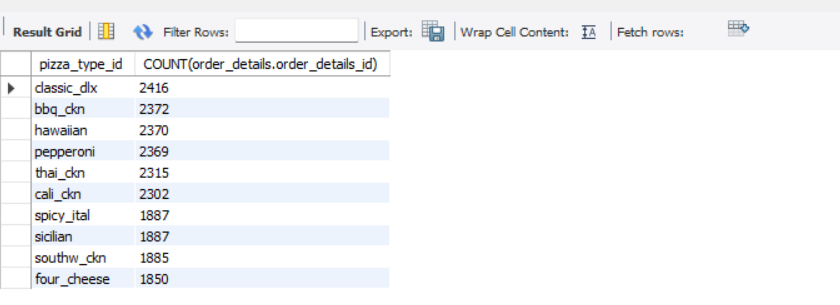 Result Grid Filter Rows: Export: Wrap Cell Content: Fetch rows:
pizza_type_id COUNT(order_details.order_details_id)
classic_dlx 2416
bbq_ckn 2372
hawaiian 2370
pepperoni 2369
thai_ckn 2315
cali_ckn 2302
spicy_ital 1887
sicilian 1887
southw_ckn 1885
four_cheese 1850